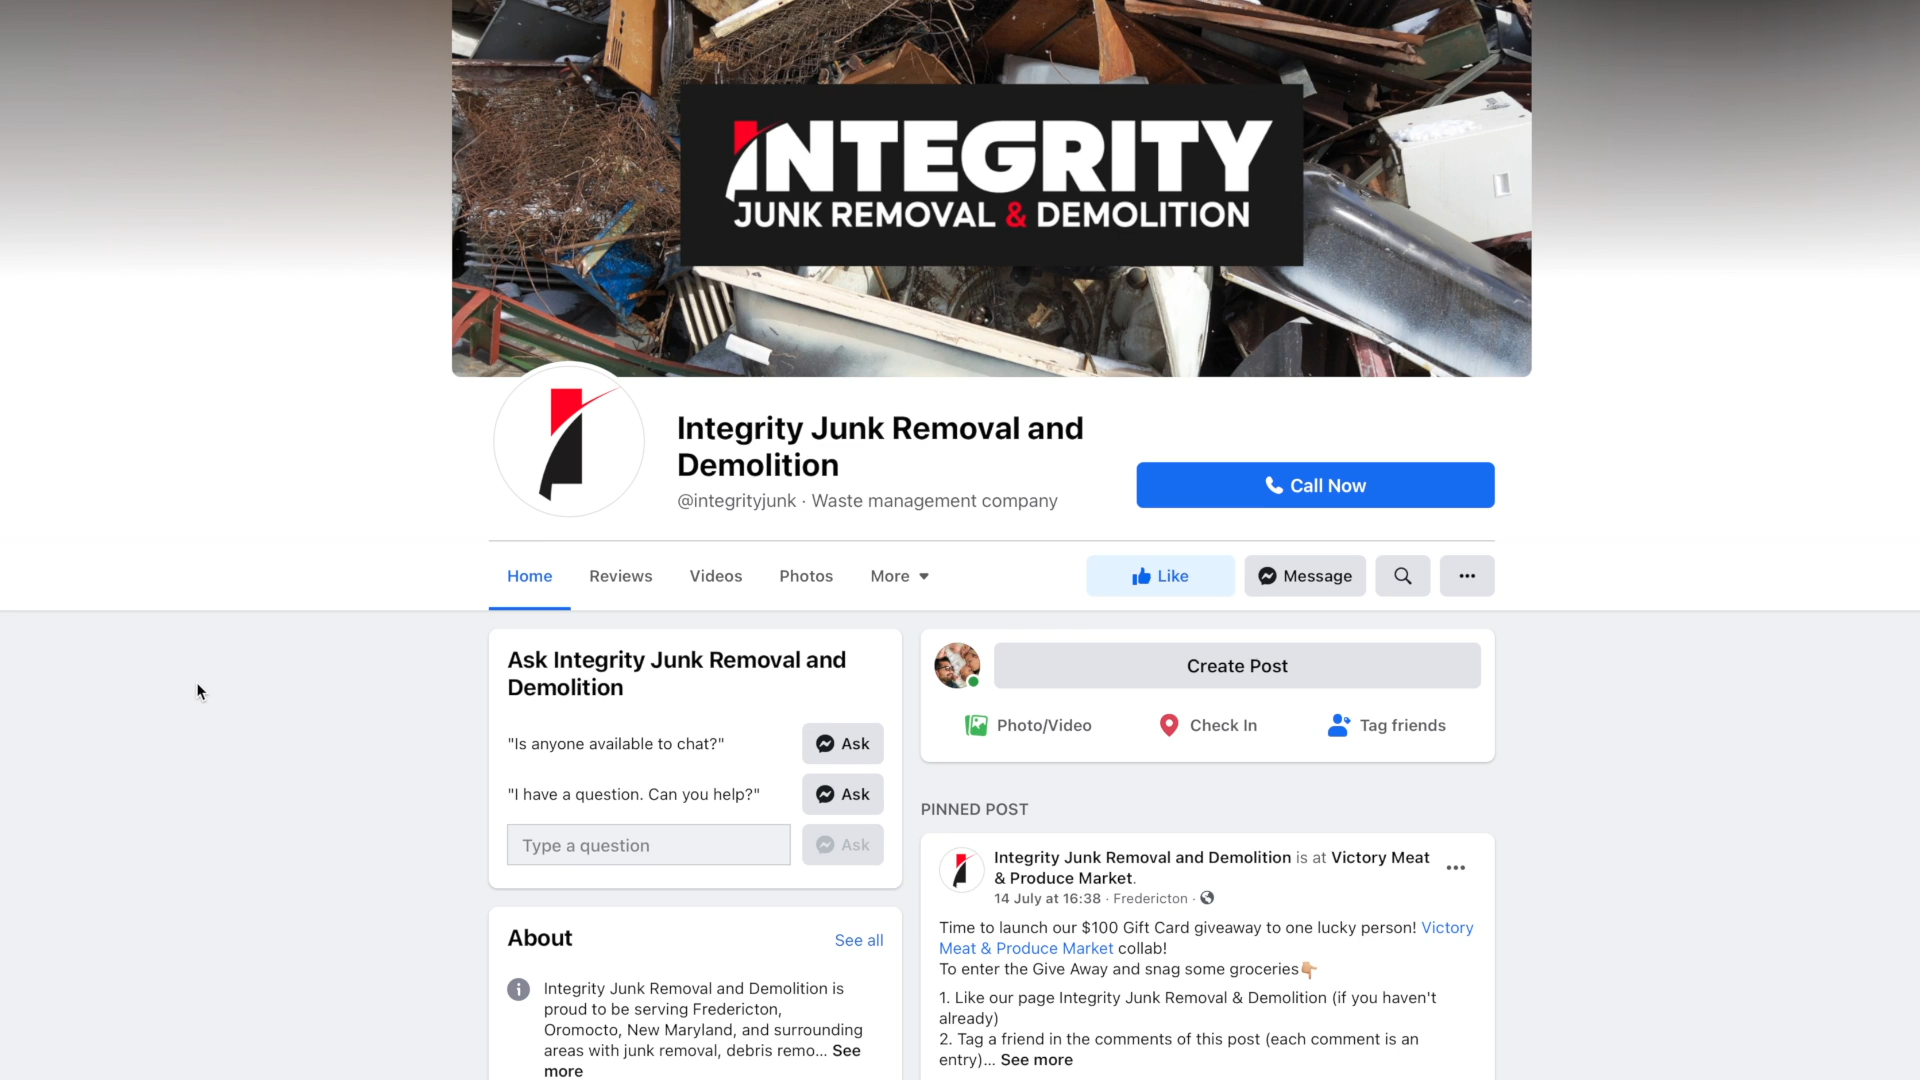 INTEGRITY
JUNK REMOVAL & DEMOLITION
Integrity Junk Removal and
Demolition
@integrityjunk · Waste management company
Call Now
Home
Reviews
Videos
Photos
More
Like
Message
Ask Integrity Junk Removal and
Demolition
"Is anyone available to chat?"
Ask
"I have a question. Can you help?"
Ask
Type a question
Ask
About
See all
Integrity Junk Removal and Demolition is
proud to be serving Fredericton,
Oromocto, New Maryland, and surrounding
areas with junk removal, debris remo... See
more
Create Post
Photo/Video
Check In
Tag friends
PINNED POST
Integrity Junk Removal and Demolition is at Victory Meat
& Produce Market.
14 July at 16:38 · Fredericton ·
Time to launch our $100 Gift Card giveaway to one lucky person! Victory
Meat & Produce Market collab!
To enter the Give Away and snag some groceries👇🏼
1. Like our page Integrity Junk Removal & Demolition (if you haven't
already)
2. Tag a friend in the comments of this post (each comment is an
entry)... See more